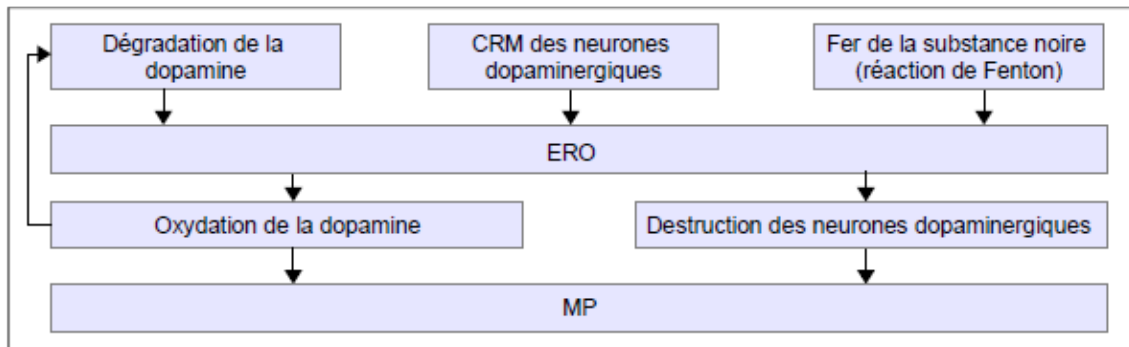 Dégradation de la
dopamine
CRM des neurones
dopaminergiques
Fer de la substance noire
(réaction de Fenton)
ERO
Oxydation de la dopamine
Destruction des neurones dopaminergiques
MP